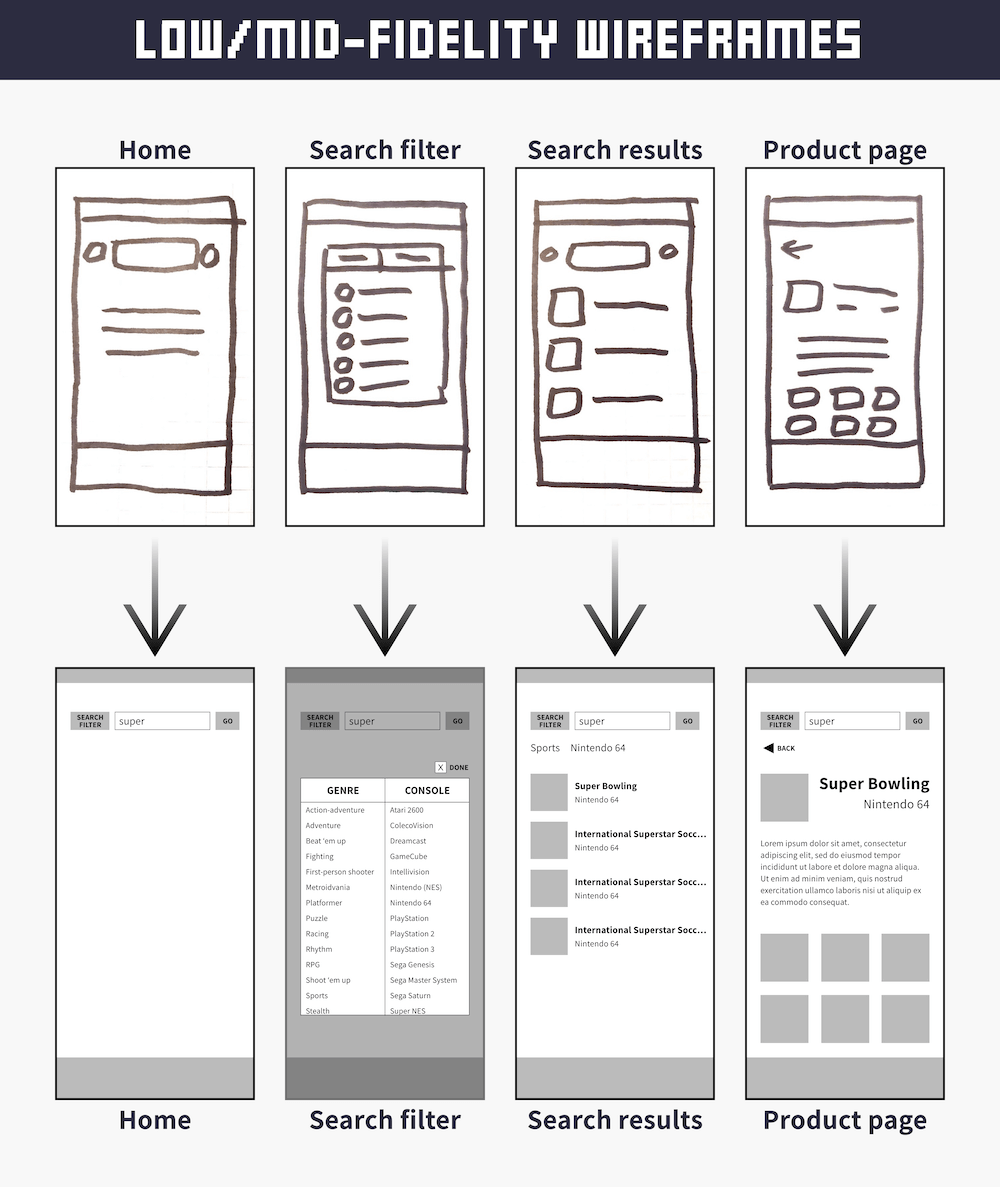 LOW/MID-FIDELITY WIREFRAMES
Home
Search filter
Search results
Product page
SEARCH FILTER
super
GO
SEARCH FILTER
super
GO
X DONE
GENRE
CONSOLE
Action-adventure
Atari 2600
Adventure
ColecoVision
Beat 'em up
Dreamcast
Fighting
GameCube
First-person shooter
Intellivision
Metroidvania
Nintendo (NES)
Platformer
Nintendo 64
Puzzle
PlayStation
Racing
PlayStation 2
Rhythm
PlayStation 3
RPG
Sega Genesis
Shoot 'em up
Sega Master System
Sports
Sega Saturn
Stealth
Super NES
SEARCH FILTER
super
GO
Sports Nintendo 64
Super Bowling
Nintendo 64
International Superstar Socc...
Nintendo 64
International Superstar Socc...
Nintendo 64
International Superstar Socc...
Nintendo 64
SEARCH FILTER
super
GO
BACK
Super Bowling
Nintendo 64
Lorem ipsum dolor sit amet, consectetur
adipiscing elit, sed do eiusmod tempor
incididunt ut labore et dolore magna aliqua.
Ut enim ad minim veniam, quis nostrud
exercitation ullamco laboris nisi ut aliquip ex
ea commodo consequat.
Home
Search filter
Search results
Product page